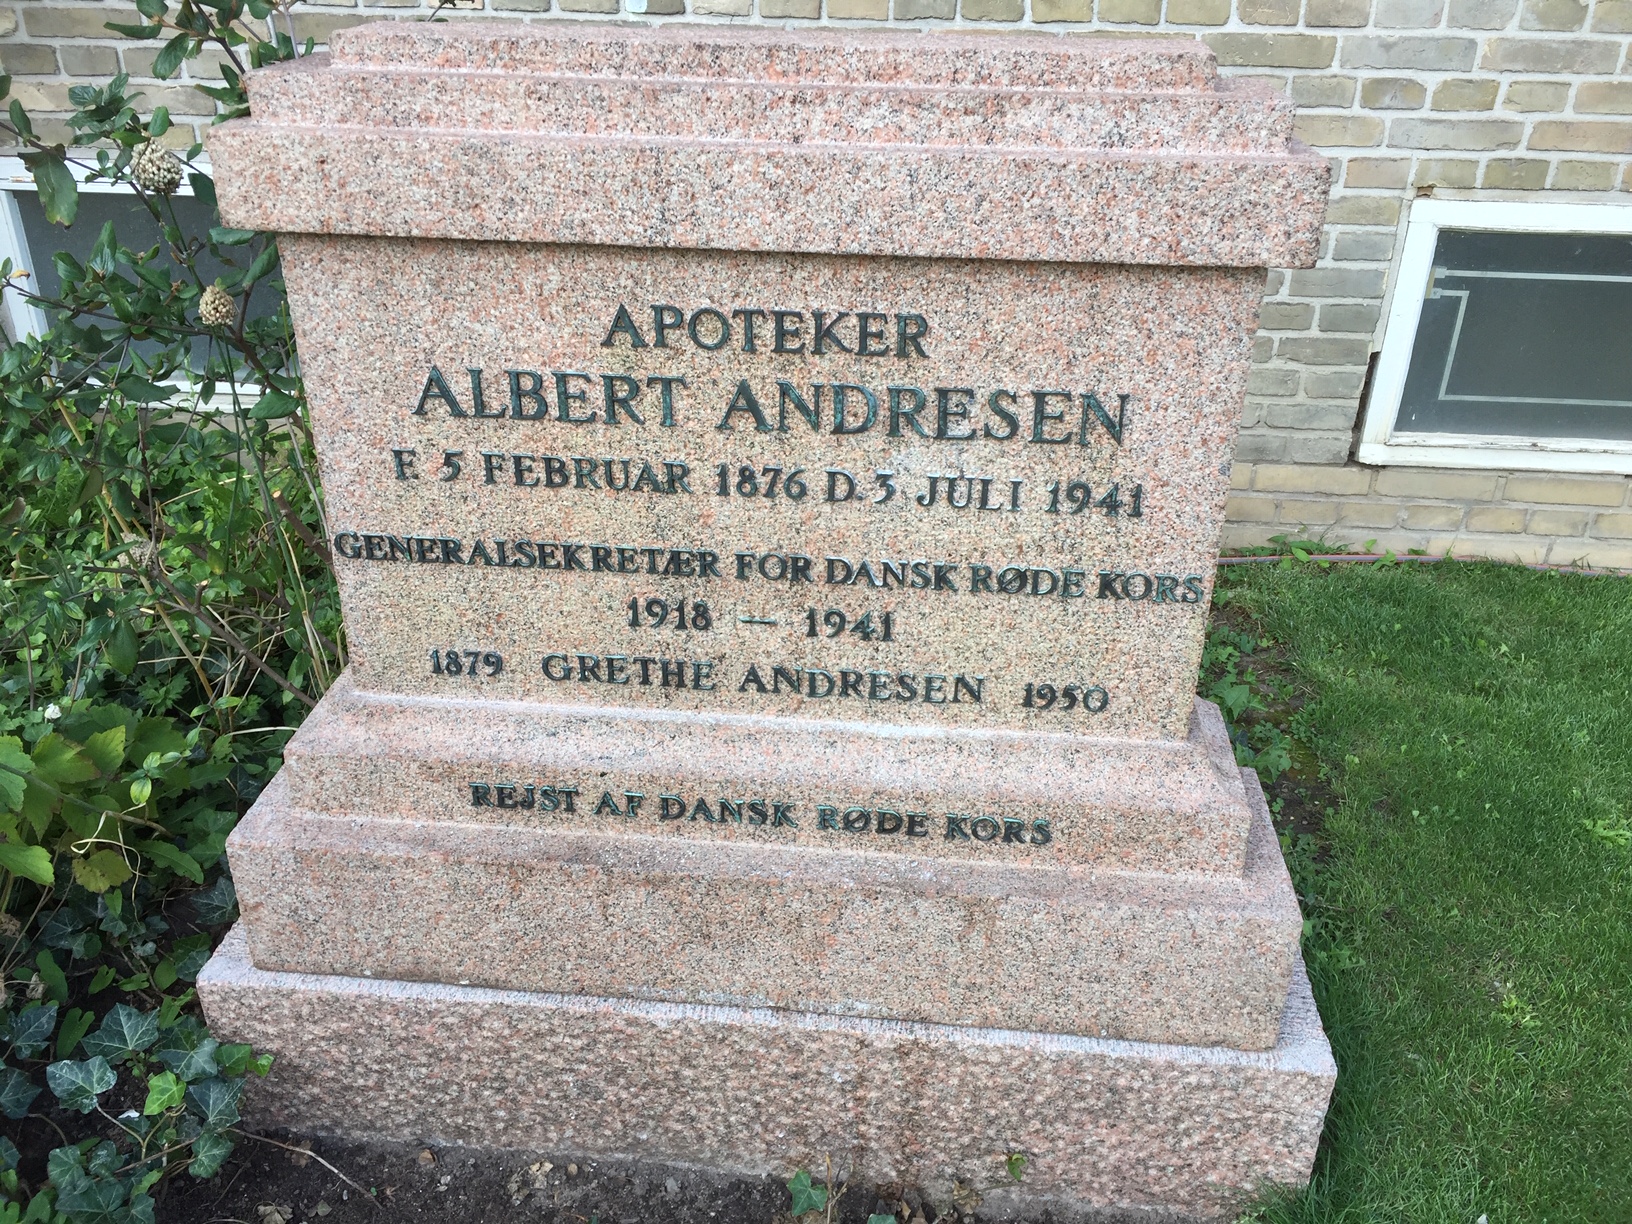 APOTEKER
ALBERT ANDRESEN
F. 5 FEBRUAR 1876 D. 3 JULI 1941
GENERALSEKRETÆR FOR DANSK RØDE KORS
1918 — 1941
1879 GRETHE ANDRESEN 1950
REJST AF DANSK RØDE KORS